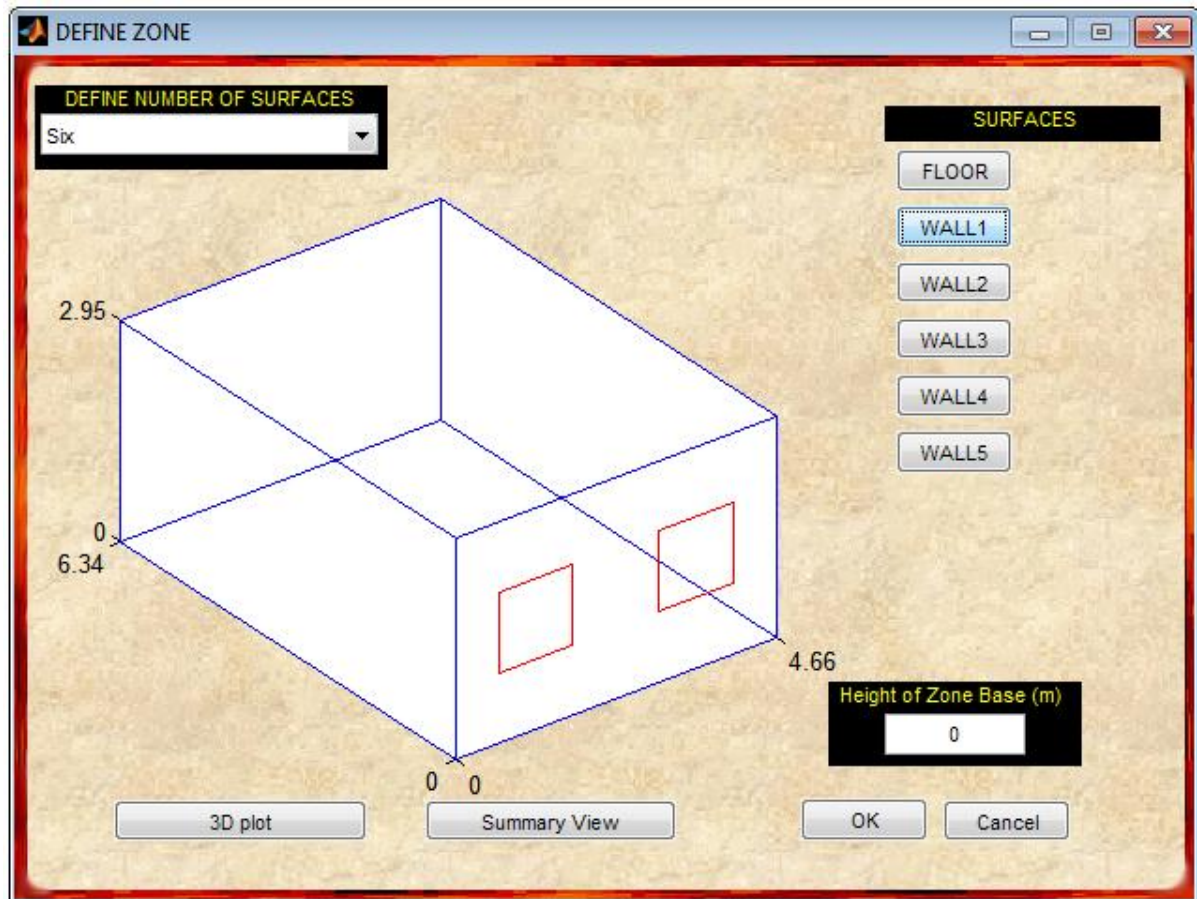 DEFINE ZONE
DEFINE NUMBER OF SURFACES
Six
SURFACES
FLOOR
WALL1
WALL2
WALL3
WALL4
WALL5
2.95
0
6.34
4.66
0 0
Height of Zone Base (m)
0
3D plot
Summary View
OK
Cancel